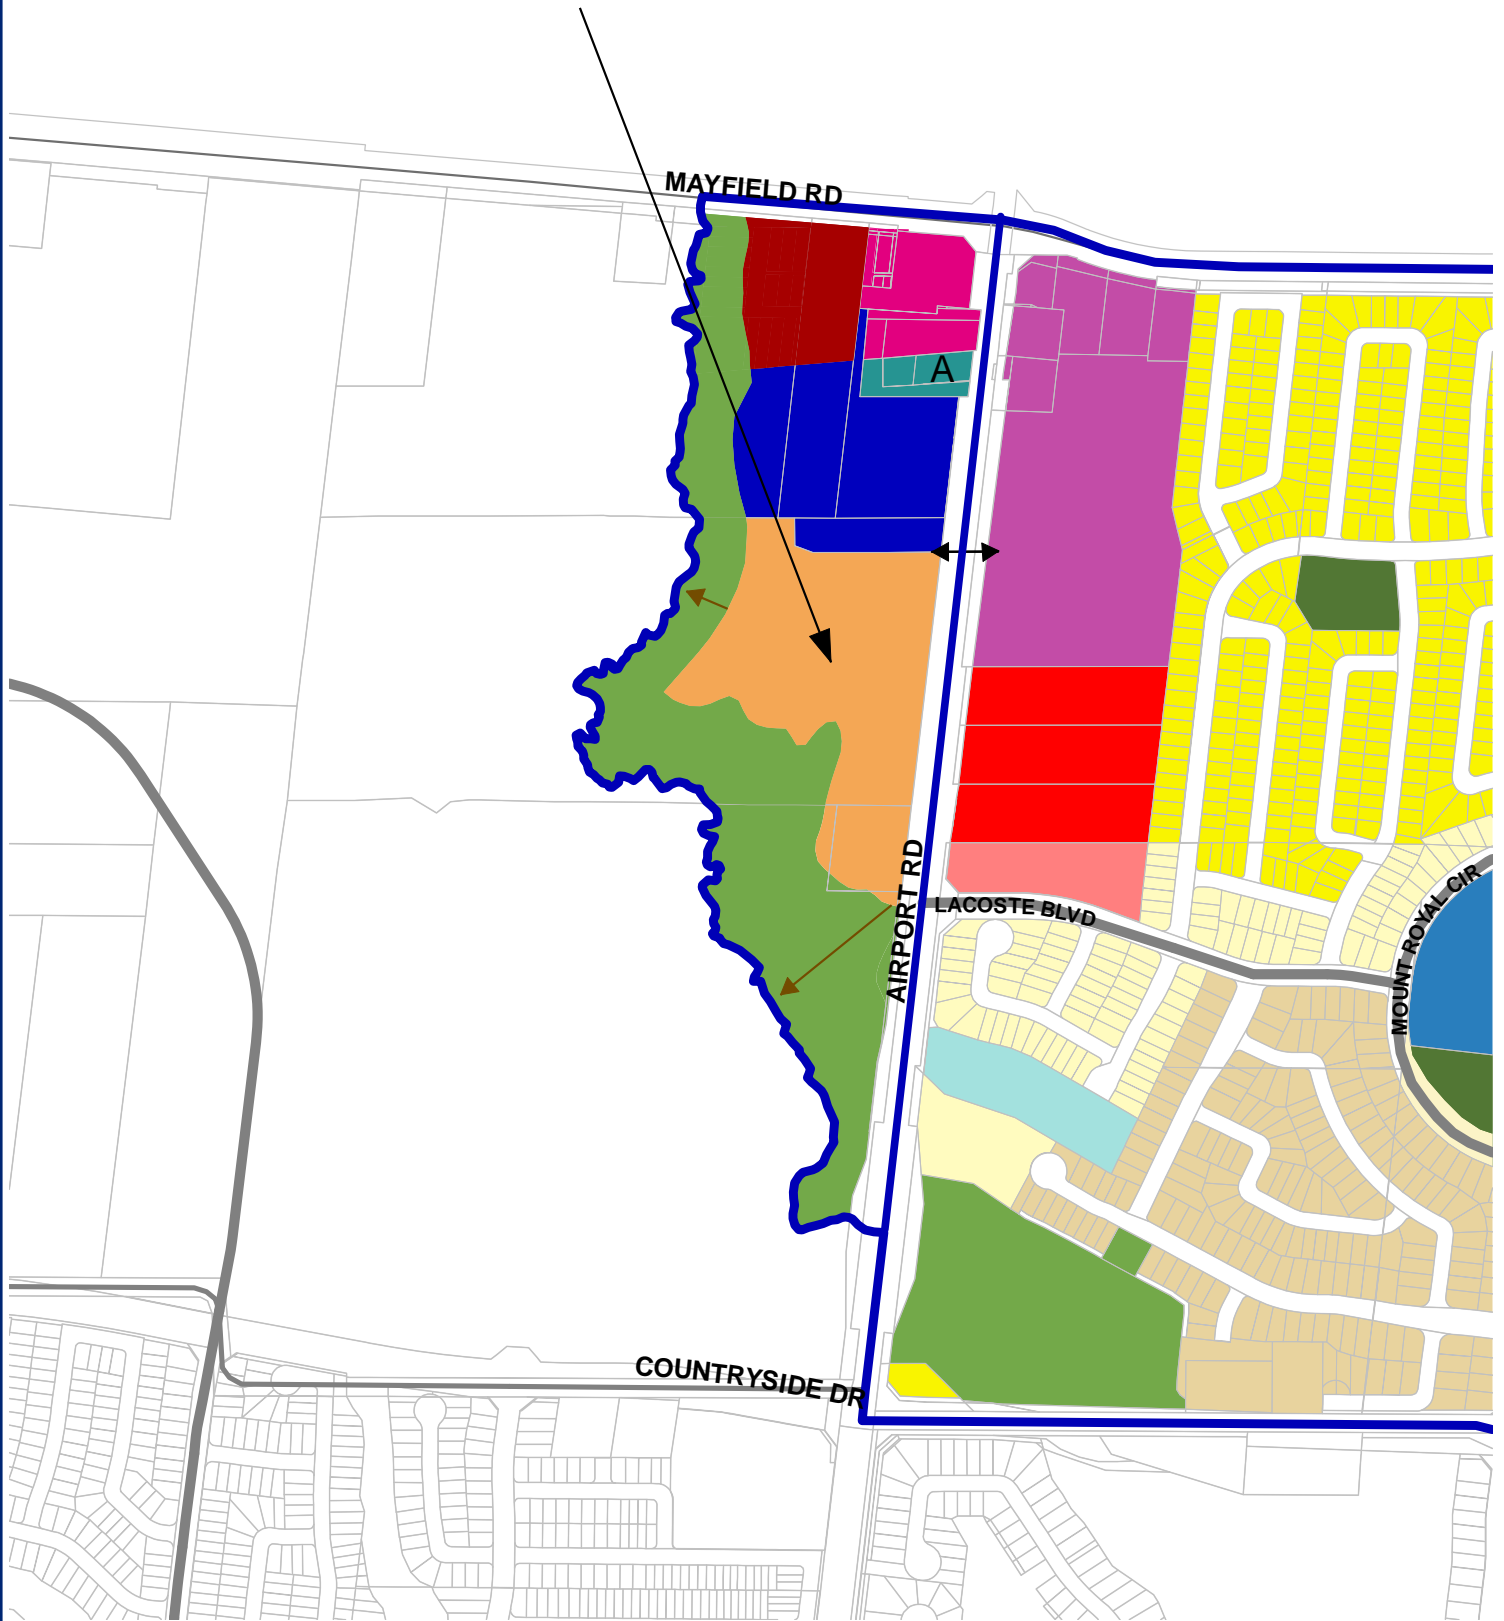 MAYFIELD RD
A
AIRPORT RD
LACOSTE BLVD
MOUNT ROYAL CIR
COUNTRYSIDE DR